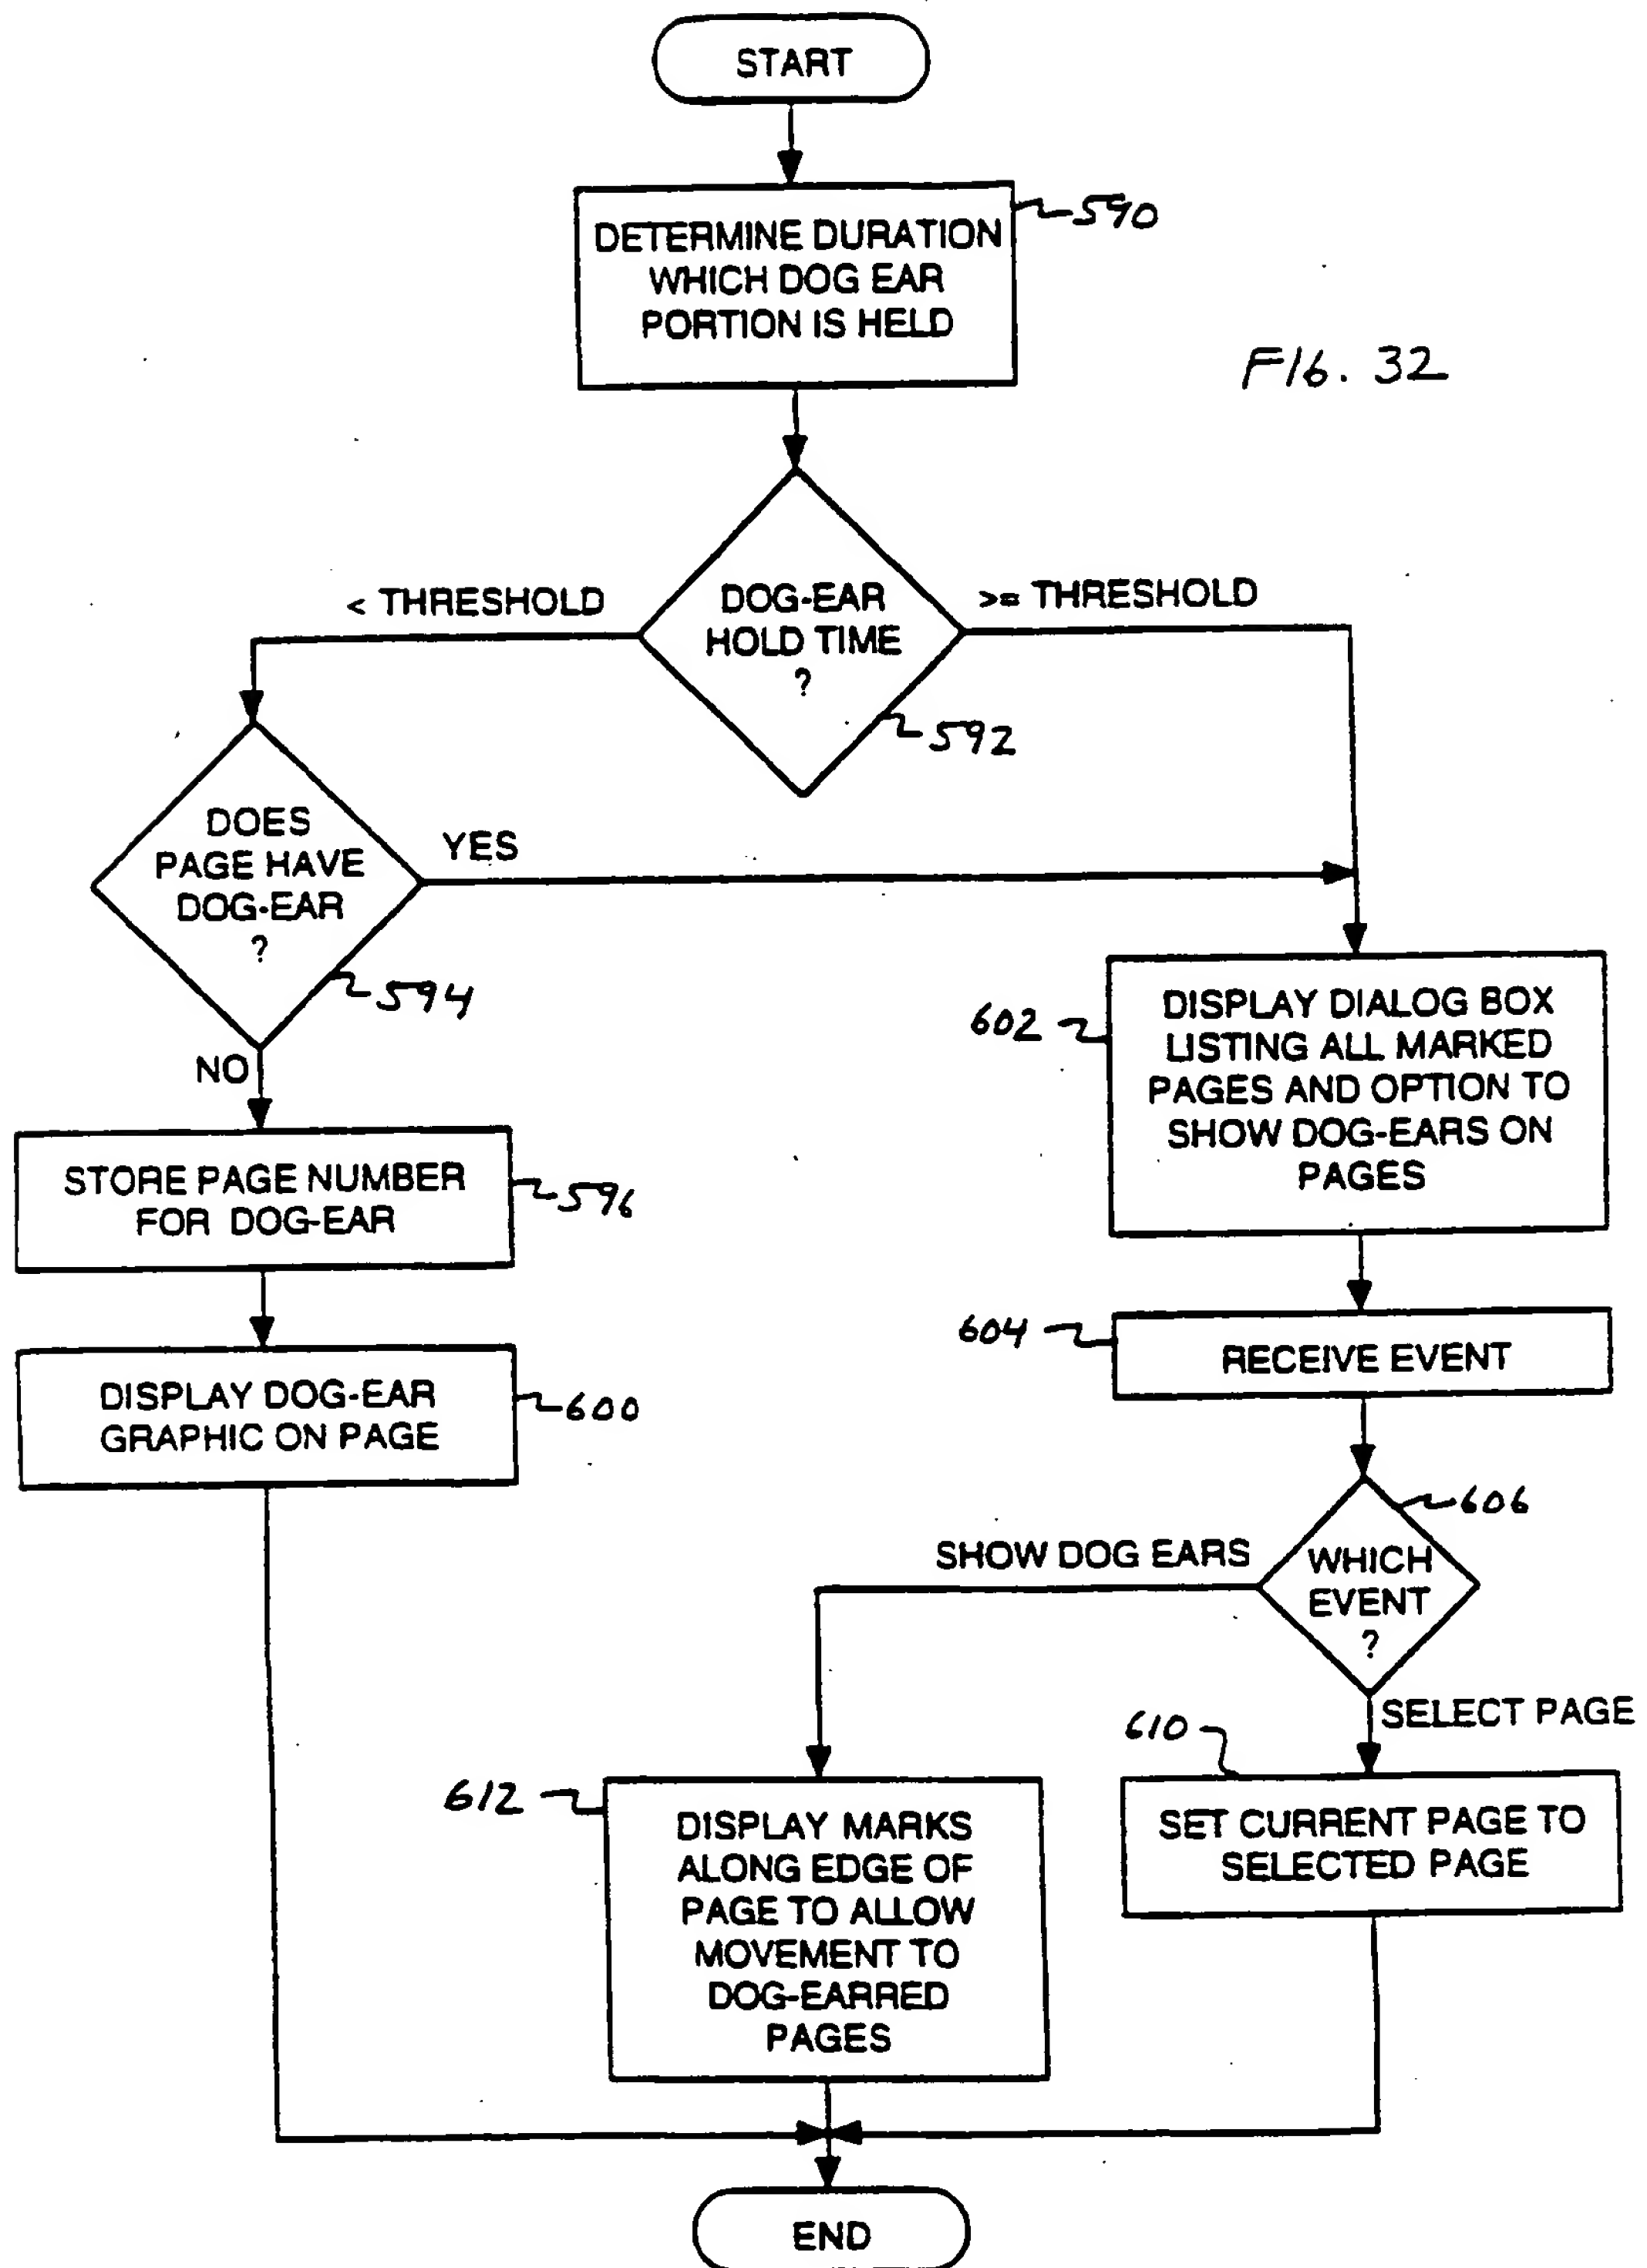 START
DETERMINE DURATION
WHICH DOG EAR
PORTION IS HELD
590
FIG. 32
DOG-EAR
HOLD TIME
?
592
< THRESHOLD
>= THRESHOLD
DOES
PAGE HAVE
DOG-EAR
?
594
YES
NO
STORE PAGE NUMBER
FOR DOG-EAR
596
DISPLAY DOG-EAR
GRAPHIC ON PAGE
600
602
DISPLAY DIALOG BOX
LISTING ALL MARKED
PAGES AND OPTION TO
SHOW DOG-EARS ON
PAGES
604
RECEIVE EVENT
606
WHICH
EVENT
?
SHOW DOG EARS
SELECT PAGE
612
DISPLAY MARKS
ALONG EDGE OF
PAGE TO ALLOW
MOVEMENT TO
DOG-EARRED
PAGES
610
SET CURRENT PAGE TO
SELECTED PAGE
END